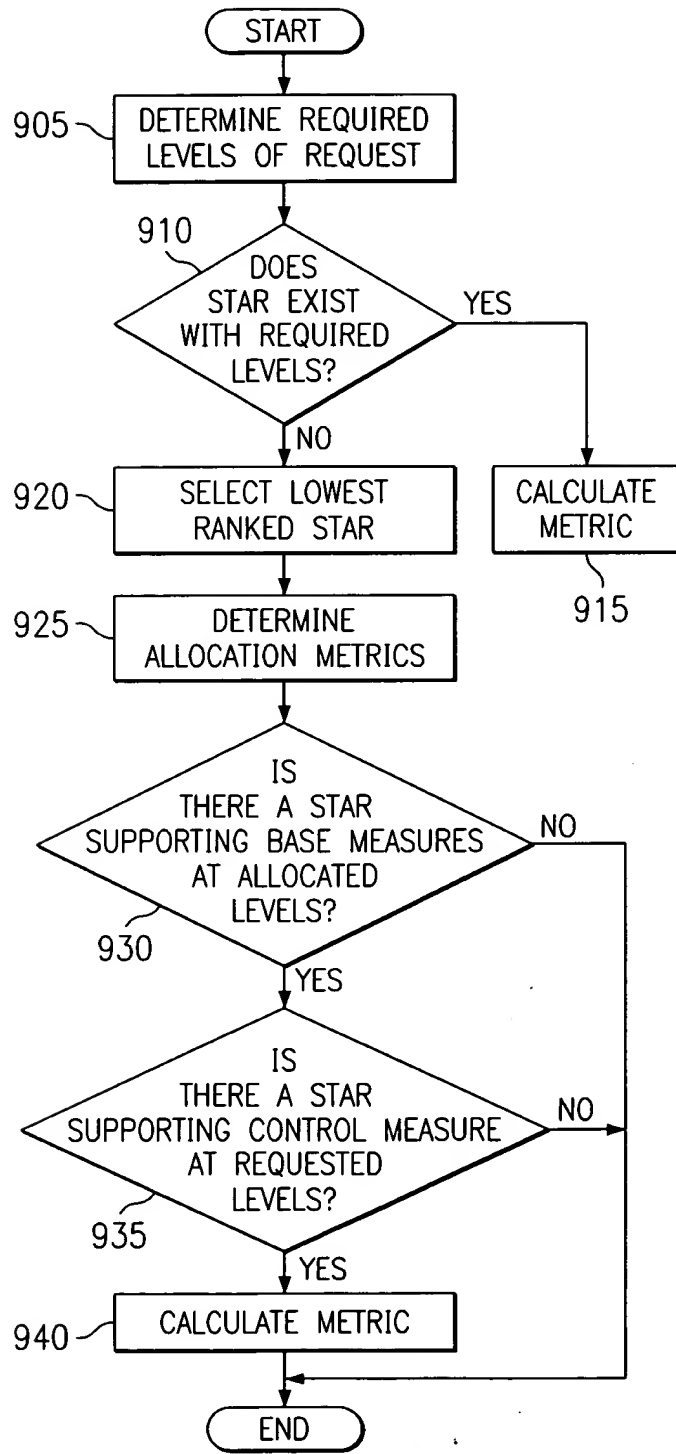 START
905
DETERMINE REQUIRED
LEVELS OF REQUEST
910
DOES
STAR EXIST
WITH REQUIRED
LEVELS?
YES
NO
920
SELECT LOWEST
RANKED STAR
CALCULATE
METRIC
915
925
DETERMINE
ALLOCATION METRICS
IS
THERE A STAR
SUPPORTING BASE MEASURES
AT ALLOCATED
LEVELS?
NO
930
YES
IS
THERE A STAR
SUPPORTING CONTROL MEASURE
AT REQUESTED
LEVELS?
NO
935
YES
940
CALCULATE METRIC
END